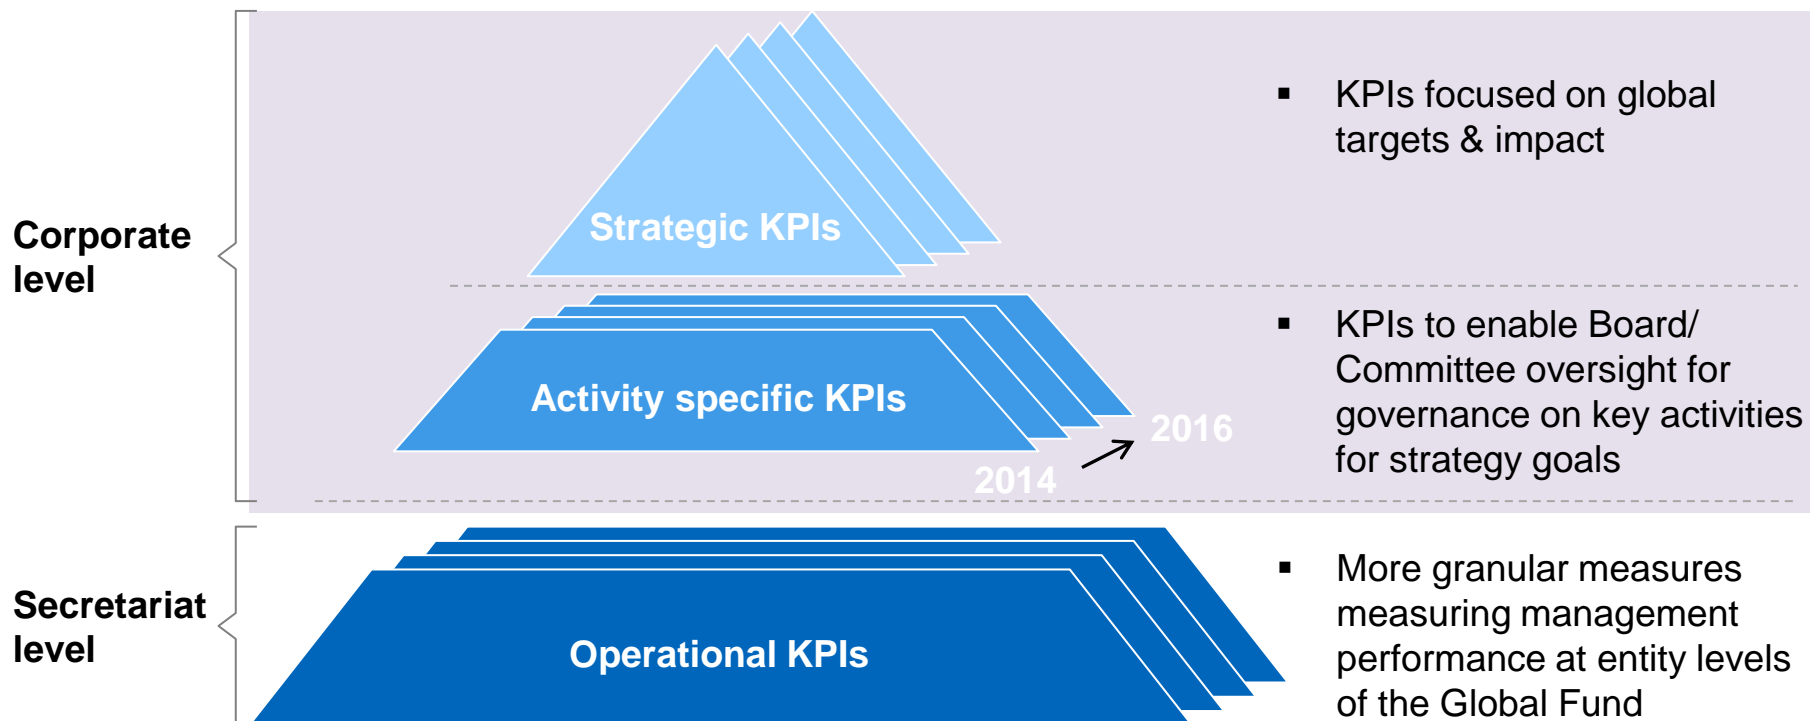 ▪ KPIs focused on global
targets & impact
Strategic KPIs
Corporate
level
▪ KPIs to enable Board/
Committee oversight for
governance on key activities
for strategy goals
Activity specific KPIs
2016
2014
▪ More granular measures
measuring management
performance at entity levels
of the Global Fund
Secretariat
level
Operational KPIs